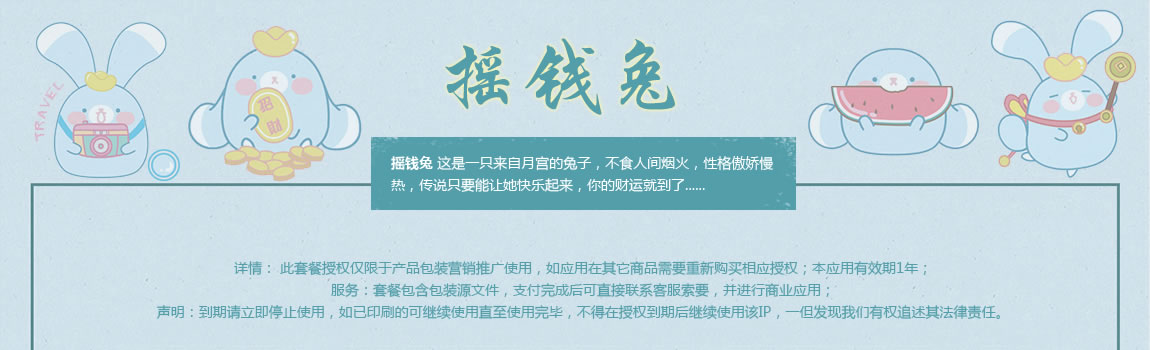 摇钱兔
TRAVEL
招财
摇钱兔 这是一只来自月宫的兔子，不食人间烟火，性格傲娇慢
热，传说只要能让她快乐起来，你的财运就到了......
详情： 此套餐授权仅限于产品包装营销推广使用，如应用在其它商品需要重新购买相应授权；本应用有效期1年；
服务：套餐包含包装源文件，支付完成后可直接联系客服索要，并进行商业应用；
声明：到期请立即停止使用，如已印刷的可继续使用直至使用完毕，不得在授权到期后继续使用该IP，一但发现我们有权追述其法律责任。